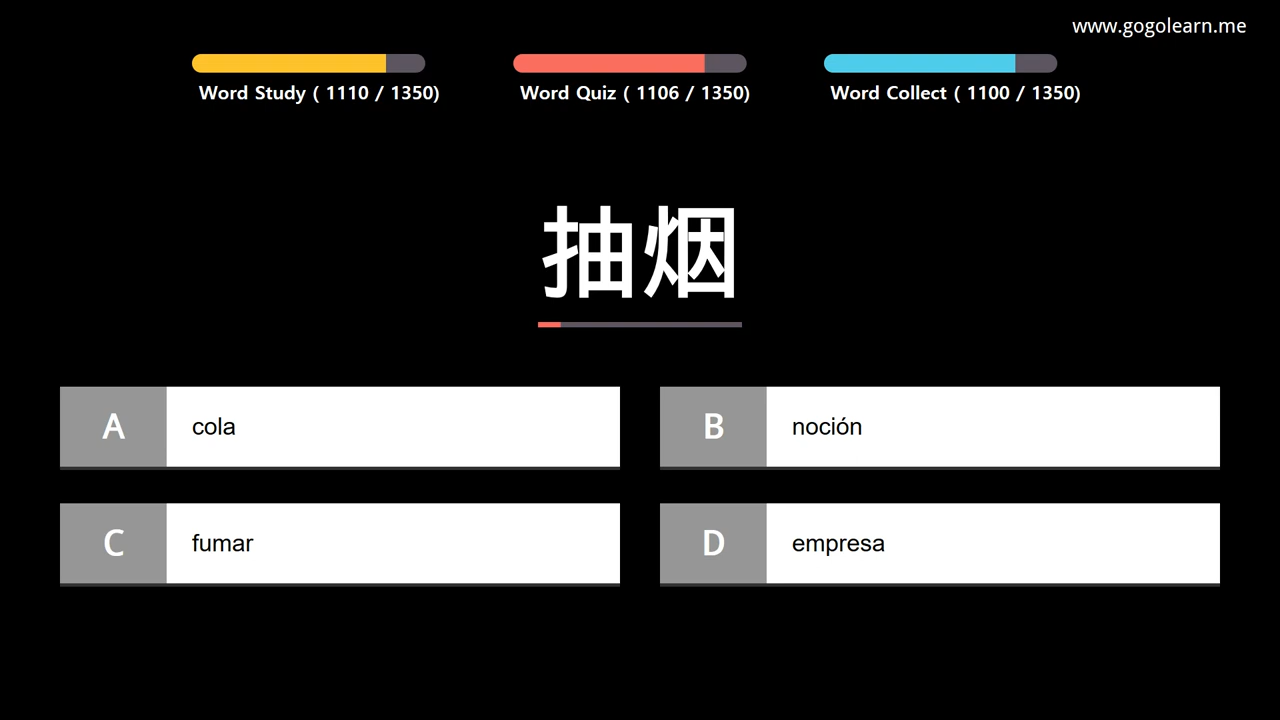 www.gogolearn.me
Word Study ( 1110 / 1350)
Word Quiz ( 1106 / 1350)
Word Collect ( 1100 / 1350)
抽烟
A cola
B noción
C fumar
D empresa